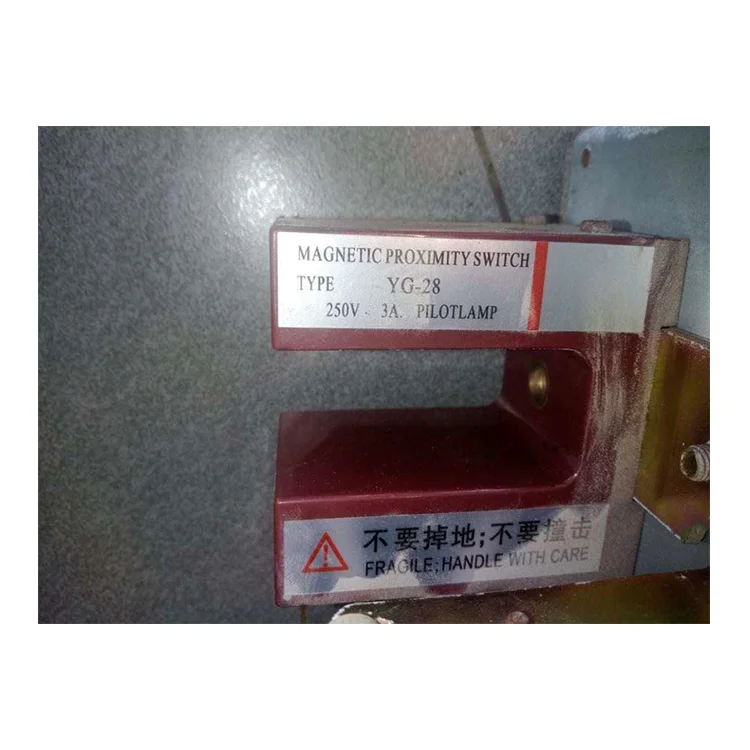 MAGNETIC PROXIMITY SWITCH
TYPE YG-28
250V - 3A. PILOTLAMP
不要掉地;不要撞击
FRAGILE; HANDLE WITH CARE